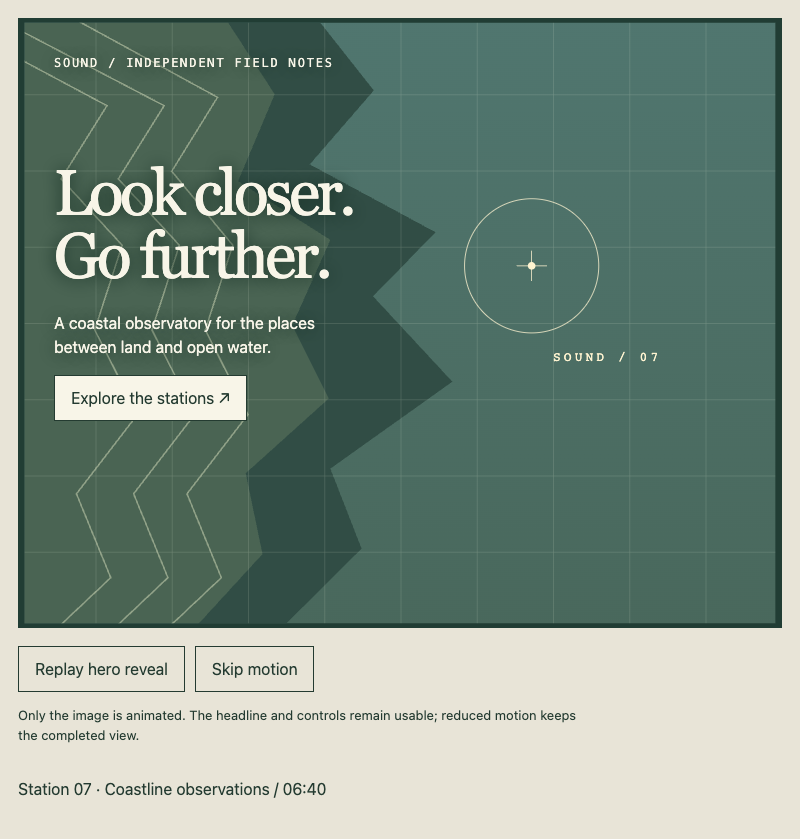 SOUND / INDEPENDENT FIELD NOTES
Look closer.
Go further.
A coastal observatory for the places
between land and open water.
Explore the stations ↗
SOUND / 07
Replay hero reveal
Skip motion
Only the image is animated. The headline and controls remain usable; reduced motion keeps
the completed view.
Station 07 · Coastline observations / 06:40